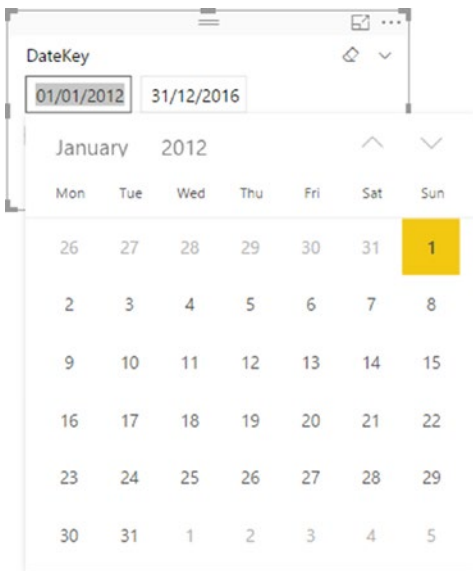 DateKey
01/01/2012 31/12/2016
January 2012
Mon Tue Wed Thu Fri Sat Sun
26 27 28 29 30 31 1
2 3 4 5 6 7 8
9 10 11 12 13 14 15
16 17 18 19 20 21 22
23 24 25 26 27 28 29
30 31 1 2 3 4 5